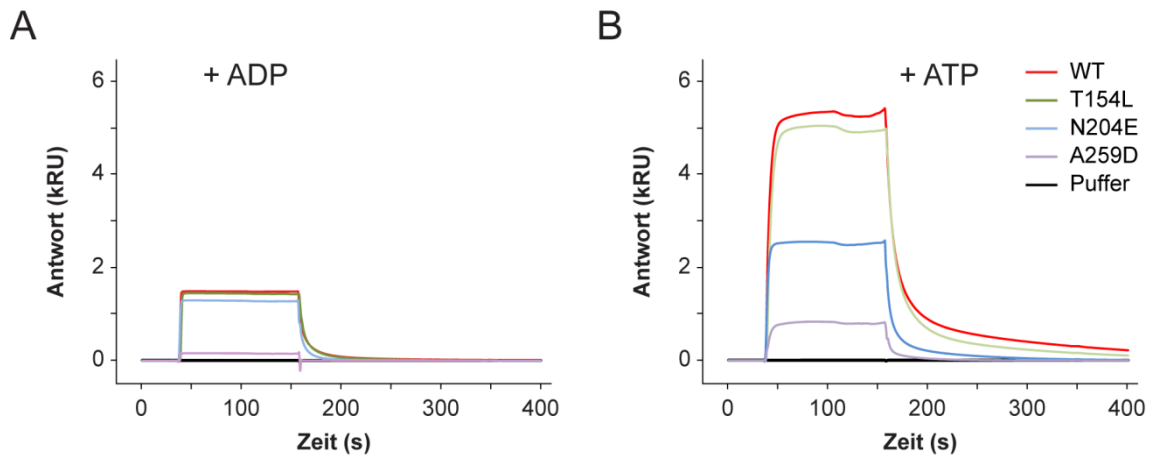 A
+ ADP
6
4
2
0
Antwort (kRU)
0
100
200
300
400
Zeit (s)
B
+ ATP
6
4
2
0
Antwort (kRU)
0
100
200
300
400
Zeit (s)
WT
T154L
N204E
A259D
Puffer